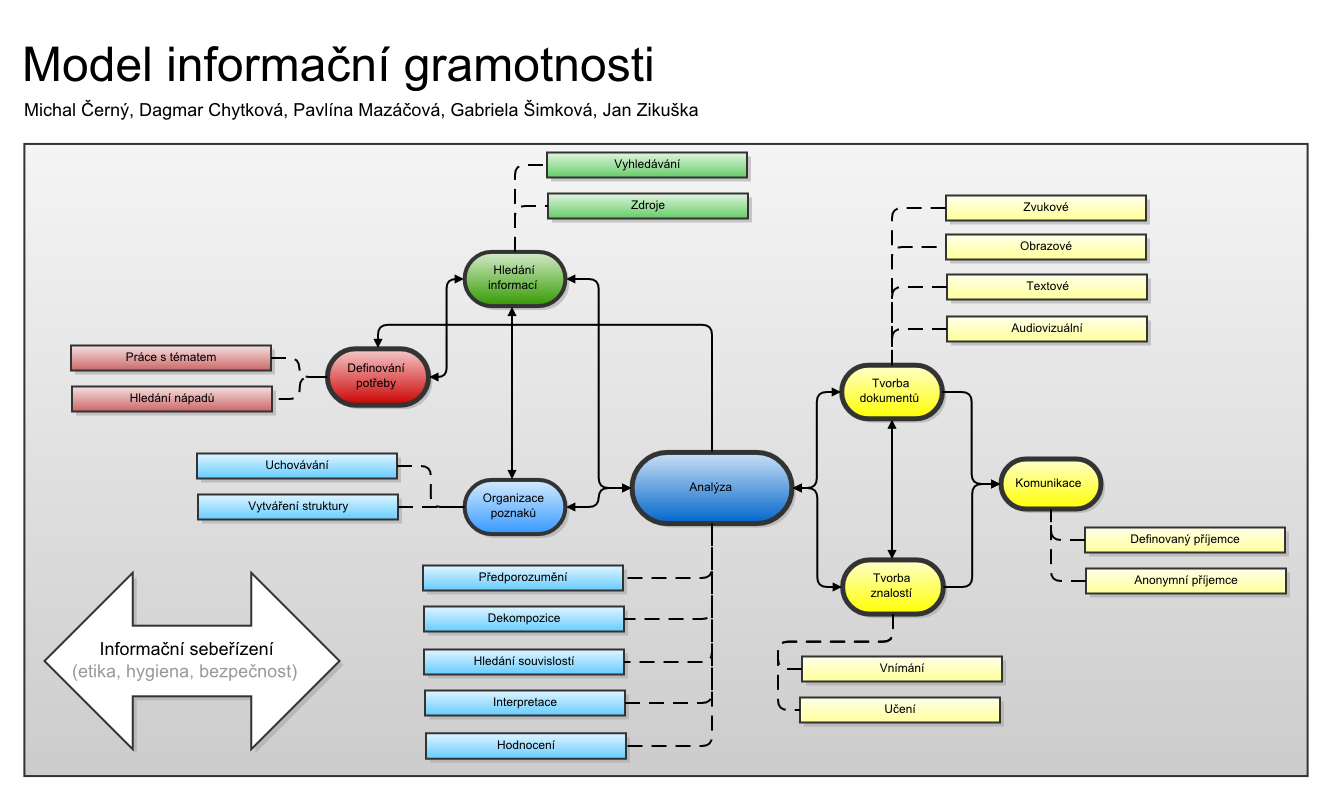 Model informační gramotnosti
Michal Černý, Dagmar Chytková, Pavlína Mazáčová, Gabriela Šimková, Jan Zikuška
Vyhledávání
Zdroje
Hledání
informací
Práce s tématem
Hledání nápadů
Definování
potřeby
Uchovávání
Vytváření struktury
Organizace
poznaků
Analýza
Předporozumění
Dekompozice
Hledání souvislostí
Interpretace
Hodnocení
Zvukové
Obrazové
Textové
Audiovizuální
Tvorba
dokumentů
Komunikace
Definovaný příjemce
Anonymní příjemce
Tvorba
znalostí
Vnímání
Učení
Informační sebeřízení
(etika, hygiena, bezpečnost)